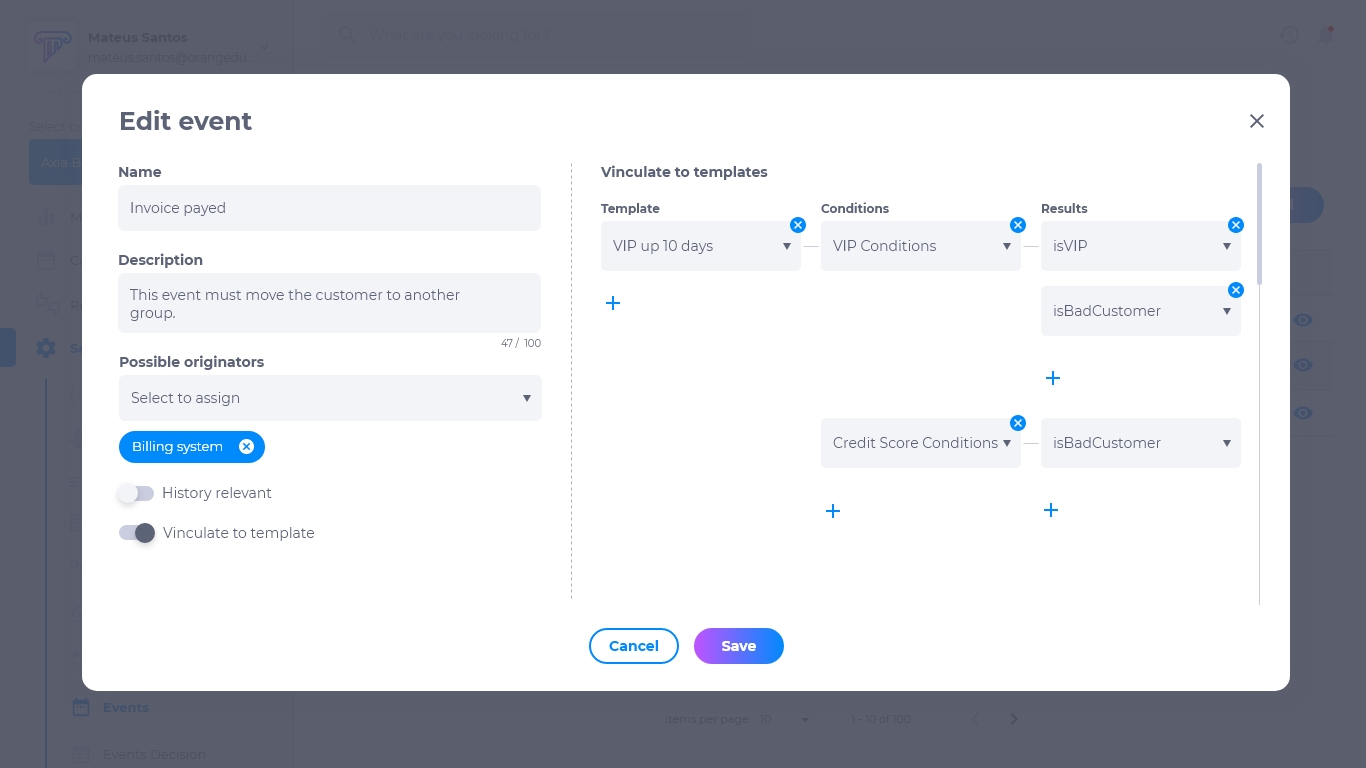 Mateus Santos
mateus.santos@orangedu...
What are you looking for?
Edit event
Name
Invoice payed
Description
This event must move the customer to another
group.
47 / 100
Possible originators
Select to assign
Billing system
History relevant
Vinculate to template
Vinculate to templates
Template
Conditions
Results
VIP up 10 days
VIP Conditions
isVIP
isBadCustomer
Credit Score Conditions
isBadCustomer
Cancel
Save
Events
Items per page
10
1 - 10 of 100
Events Decision